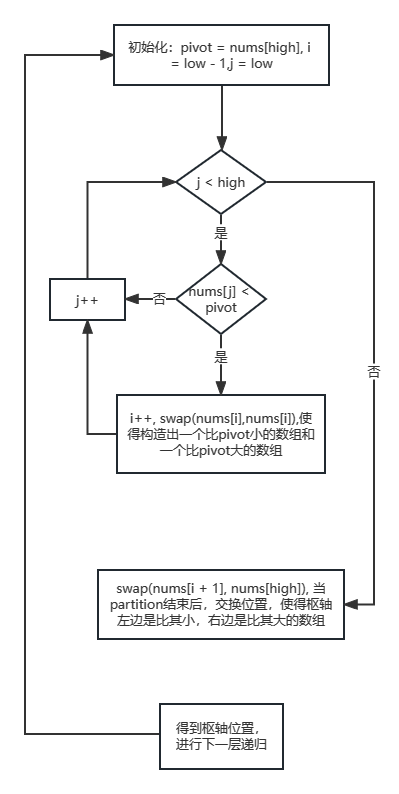 初始化：pivot = nums[high], i
= low - 1,j = low
j < high
是
nums[j] <
pivot
否
j++
是
否
i++, swap(nums[i],nums[i]),使
得构造出一个比pivot小的数组和
一个比pivot大的数组
swap(nums[i + 1], nums[high]), 当
partition结束后，交换位置，使得枢轴
左边是比其小，右边是比其大的数组
得到枢轴位置，
进行下一层递归